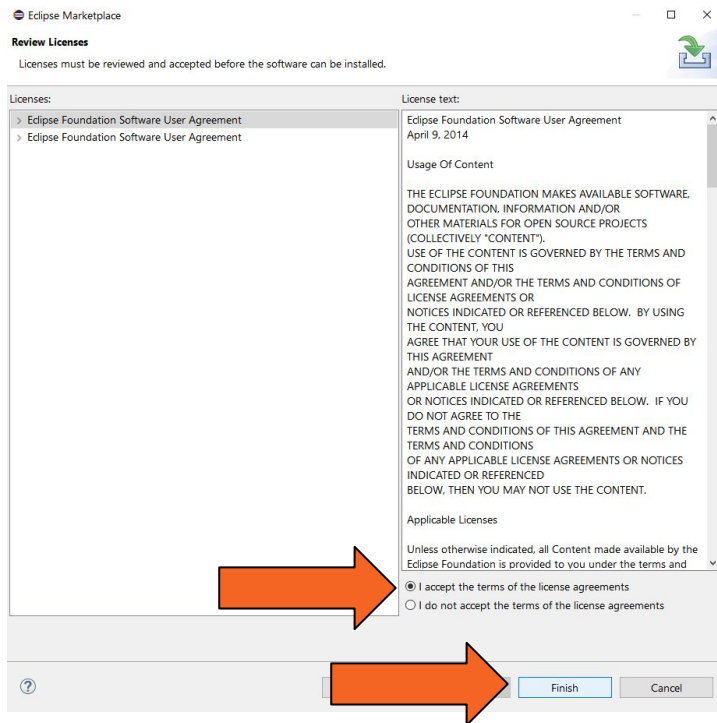 Eclipse Marketplace
Review Licenses
Licenses must be reviewed and accepted before the software can be installed.
Licenses:
> Eclipse Foundation Software User Agreement
> Eclipse Foundation Software User Agreement
License text:
Eclipse Foundation Software User Agreement
April 9, 2014
Usage Of Content
THE ECLIPSE FOUNDATION MAKES AVAILABLE SOFTWARE,
DOCUMENTATION, INFORMATION AND/OR
OTHER MATERIALS FOR OPEN SOURCE PROJECTS
(COLLECTIVELY "CONTENT").
USE OF THE CONTENT IS GOVERNED BY THE TERMS AND
CONDITIONS OF THIS
AGREEMENT AND/OR THE TERMS AND CONDITIONS OF
LICENSE AGREEMENTS OR
NOTICES INDICATED OR REFERENCED BELOW.  BY USING
THE CONTENT, YOU
AGREE THAT YOUR USE OF THE CONTENT IS GOVERNED BY
THIS AGREEMENT
AND/OR THE TERMS AND CONDITIONS OF ANY
APPLICABLE LICENSE AGREEMENTS
OR NOTICES INDICATED OR REFERENCED BELOW.  IF YOU
DO NOT AGREE TO THE
TERMS AND CONDITIONS OF THIS AGREEMENT AND THE
TERMS AND CONDITIONS
OF ANY APPLICABLE LICENSE AGREEMENTS OR NOTICES
INDICATED OR REFERENCED
BELOW, THEN YOU MAY NOT USE THE CONTENT.
Applicable Licenses
Unless otherwise indicated, all Content made available by the
Eclipse Foundation is provided to you under the terms and
I accept the terms of the license agreements
I do not accept the terms of the license agreements
?
Finish
Cancel